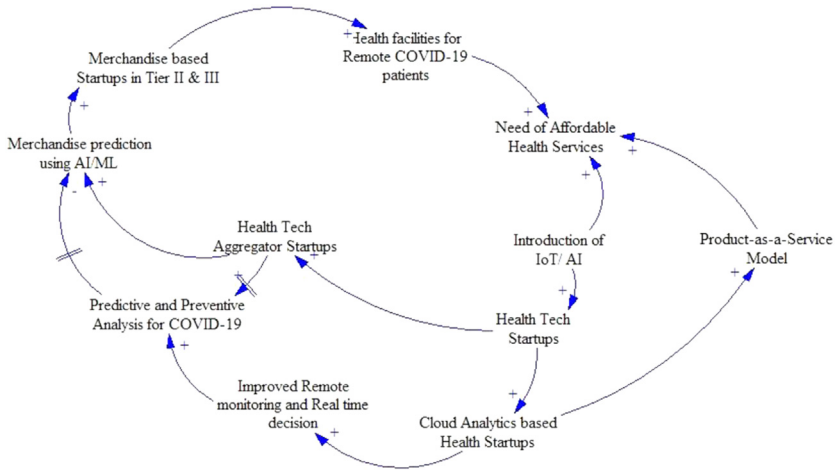 Health facilities for
Remote COVID-19
patients
Merchandise based
Startups in Tier II & III
Need of Affordable
Health Services
Merchandise prediction
using AI/ML
Health Tech
Aggregator Startups
Introduction of
IoT/ AI
Product-as-a-Service
Model
Predictive and Preventive
Analysis for COVID-19
Health Tech
Startups
Improved Remote
monitoring and Real time
decision
Cloud Analytics based
Health Startups